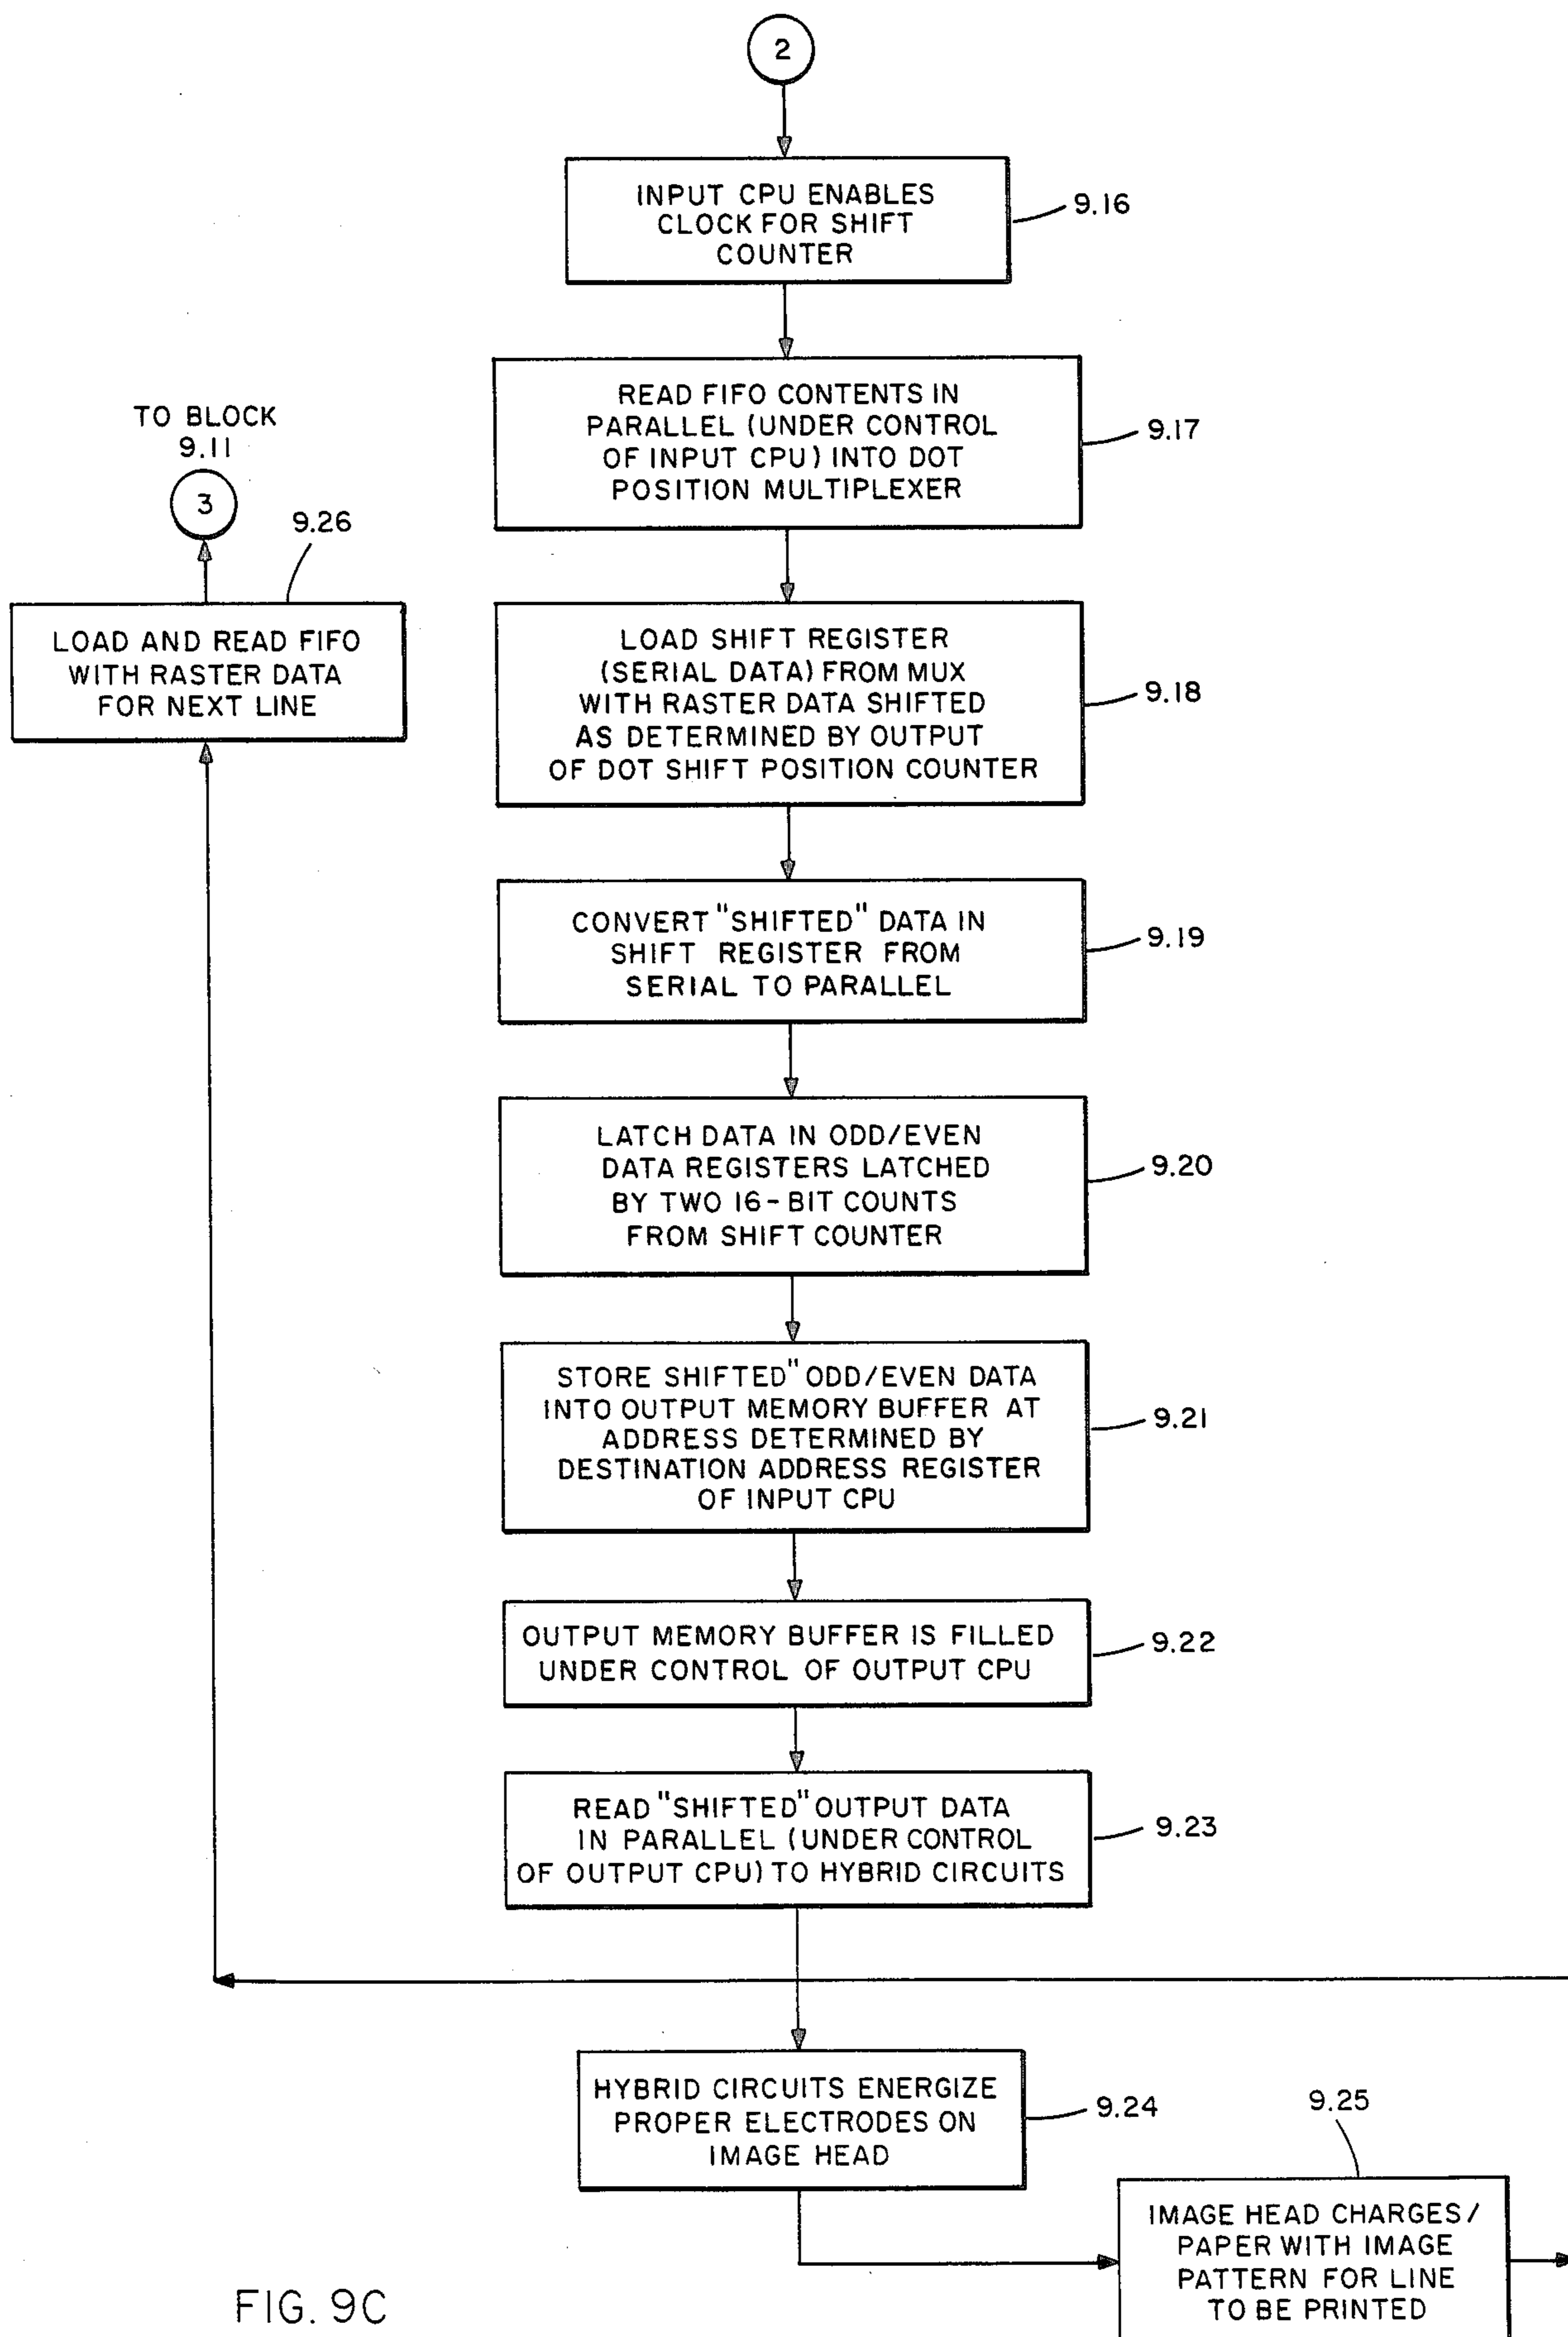 2
INPUT CPU ENABLES
CLOCK FOR SHIFT
COUNTER
9.16
READ FIFO CONTENTS IN
PARALLEL (UNDER CONTROL
OF INPUT CPU) INTO DOT
POSITION MULTIPLEXER
9.17
TO BLOCK
9.11
3
9.26
LOAD AND READ FIFO
WITH RASTER DATA
FOR NEXT LINE
LOAD SHIFT REGISTER
(SERIAL DATA) FROM MUX
WITH RASTER DATA SHIFTED
AS DETERMINED BY OUTPUT
OF DOT SHIFT POSITION COUNTER
9.18
CONVERT "SHIFTED" DATA IN
SHIFT REGISTER FROM
SERIAL TO PARALLEL
9.19
LATCH DATA IN ODD/EVEN
DATA REGISTERS LATCHED
BY TWO 16-BIT COUNTS
FROM SHIFT COUNTER
9.20
STORE SHIFTED" ODD/EVEN DATA
INTO OUTPUT MEMORY BUFFER AT
ADDRESS DETERMINED BY
DESTINATION ADDRESS REGISTER
OF INPUT CPU
9.21
OUTPUT MEMORY BUFFER IS FILLED
UNDER CONTROL OF OUTPUT CPU
9.22
READ "SHIFTED" OUTPUT DATA
IN PARALLEL (UNDER CONTROL
OF OUTPUT CPU) TO HYBRID CIRCUITS
9.23
HYBRID CIRCUITS ENERGIZE
PROPER ELECTRODES ON
IMAGE HEAD
9.24
9.25
IMAGE HEAD CHARGES/
PAPER WITH IMAGE
PATTERN FOR LINE
TO BE PRINTED
FIG. 9C